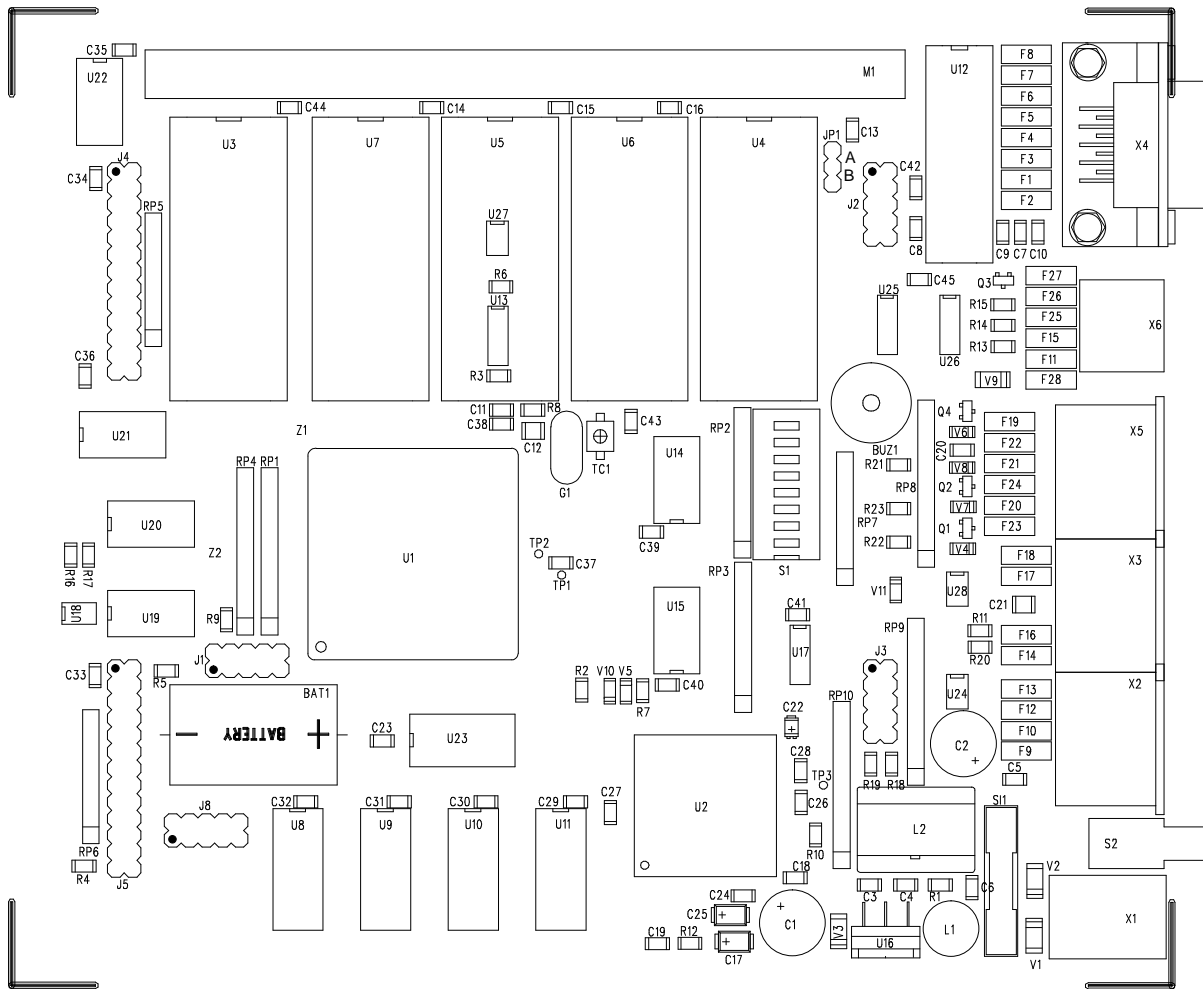 C35
U22
M1
U12
F8
F7
F6
F5
F4
F3
F1
F2
X4
C44
C14
C15
C16
JP1
C13
A
B
U3
U7
U5
U6
U4
J4
C34
RP5
C42
J2
C8
C9
C7
C10
U27
R6
U13
R3
C45
Q3
F27
F26
F25
F15
F11
F28
X6
U25
R15
R14
R13
U26
V9
C36
U21
Z1
C11
C38
R8
C12
G1
TC1
C43
RP2
U14
C39
S1
BUZ1
Q4
V6
C20
V8
Q2
V7
Q1
V4
F19
F22
F21
F24
F20
F23
X5
R21
RP8
R23
RP7
R22
RP4
RP1
U20
Z2
U1
TP2
C37
TP1
R16
R17
U18
U19
R9
RP3
U15
C41
U17
V11
U28
F18
F17
X3
C21
RP9
R11
F16
R20
F14
J1
C33
R5
BAT1
BATTERY
C23
U23
R2
V10
V5
R7
C40
J3
RP10
U24
C22
C2
F13
F12
F10
F9
X2
C5
C28
TP3
C26
R19
R18
R10
J8
C32
C31
C30
C29
C27
U8
U9
U10
U11
U2
L2
SI1
S2
RP6
R4
J5
C18
C24
C25
C1
C3
C4
R1
C6
V2
X1
C19
R12
C17
V3
U16
L1
V1